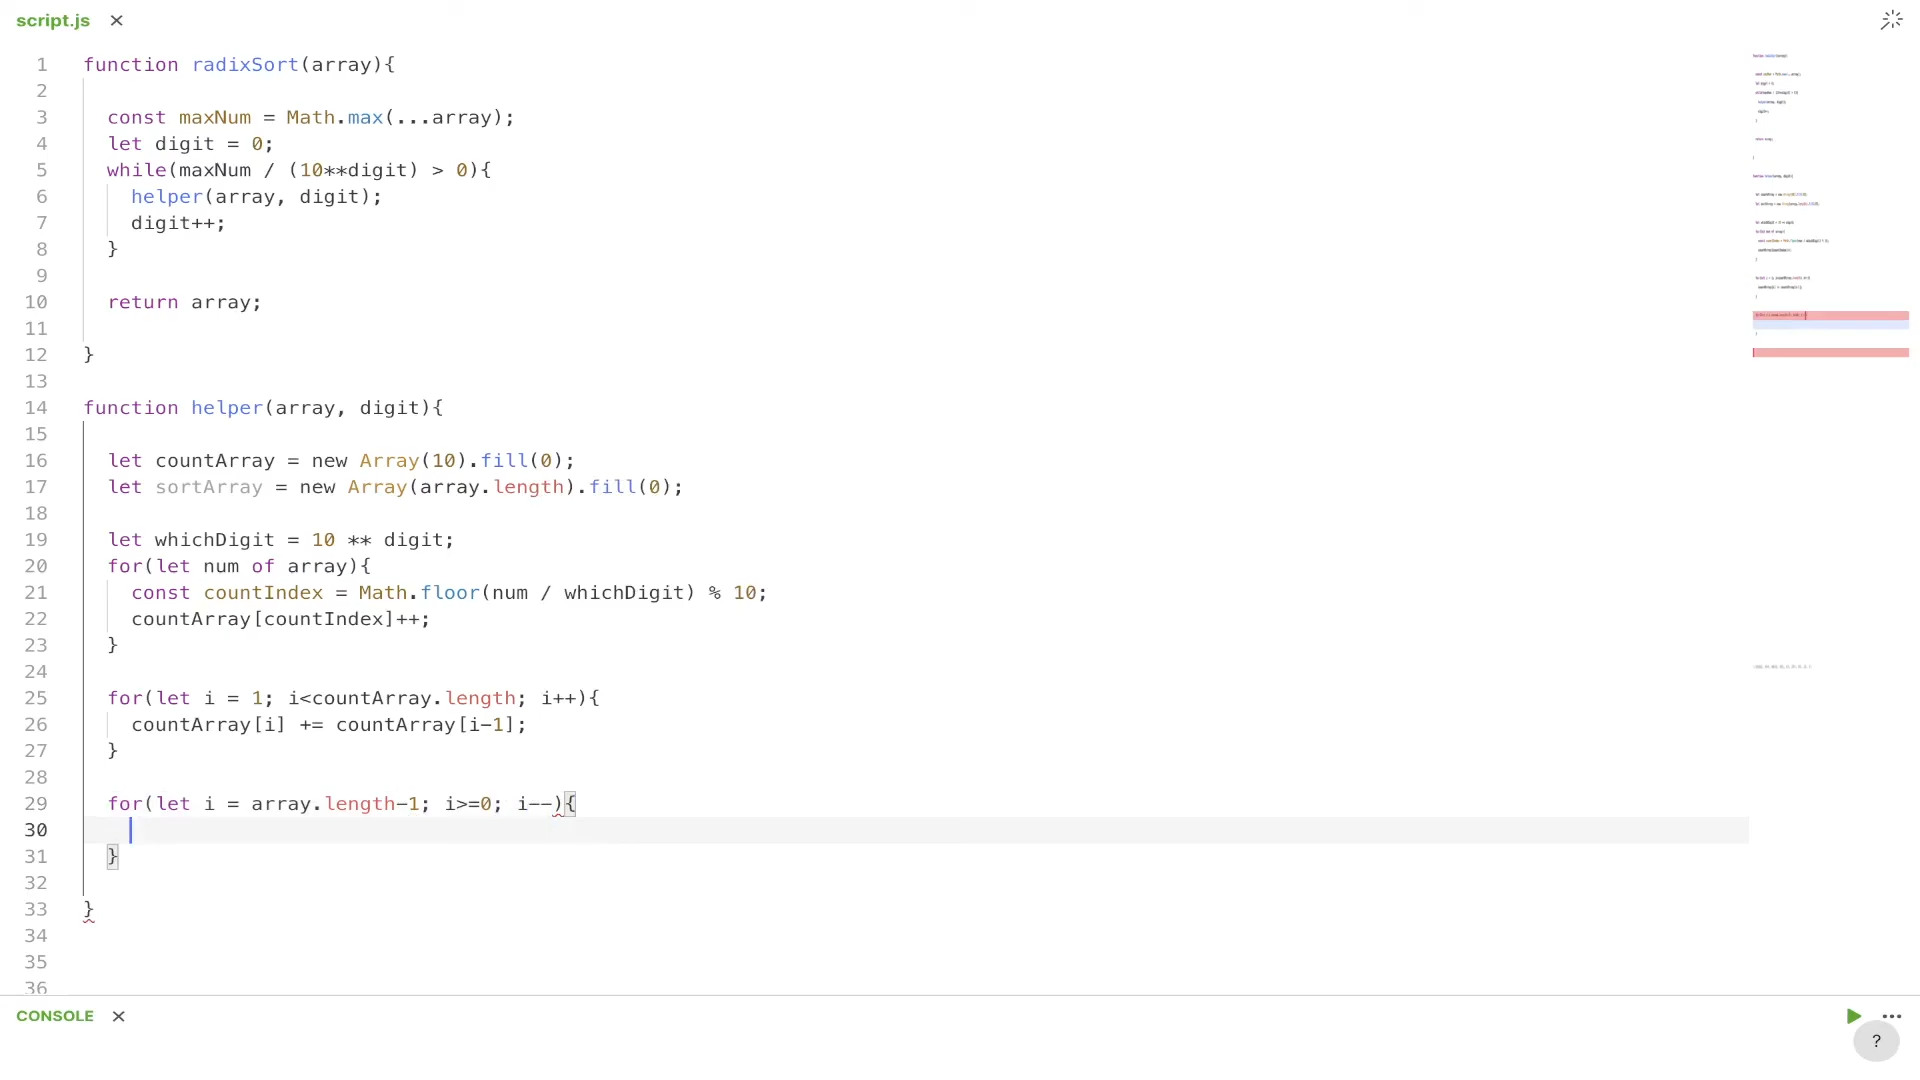 script.js ✕
1 function radixSort(array){
2
3 const maxNum = Math.max(...array);
4 let digit = 0;
5 while(maxNum / (10**digit) > 0){
6 helper(array, digit);
7 digit++;
8 }
9
10 return array;
11
12 }
13
14 function helper(array, digit){
15
16 let countArray = new Array(10).fill(0);
17 let sortArray = new Array(array.length).fill(0);
18
19 let whichDigit = 10 ** digit;
20 for(let num of array){
21 const countIndex = Math.floor(num / whichDigit) % 10;
22 countArray[countIndex]++;
23 }
24
25 for(let i = 1; i<countArray.length; i++){
26 countArray[i] += countArray[i-1];
27 }
28
29 for(let i = array.length-1; i>=0; i--){
30
31 }
32
33 }
34
35
36
CONSOLE ✕
?